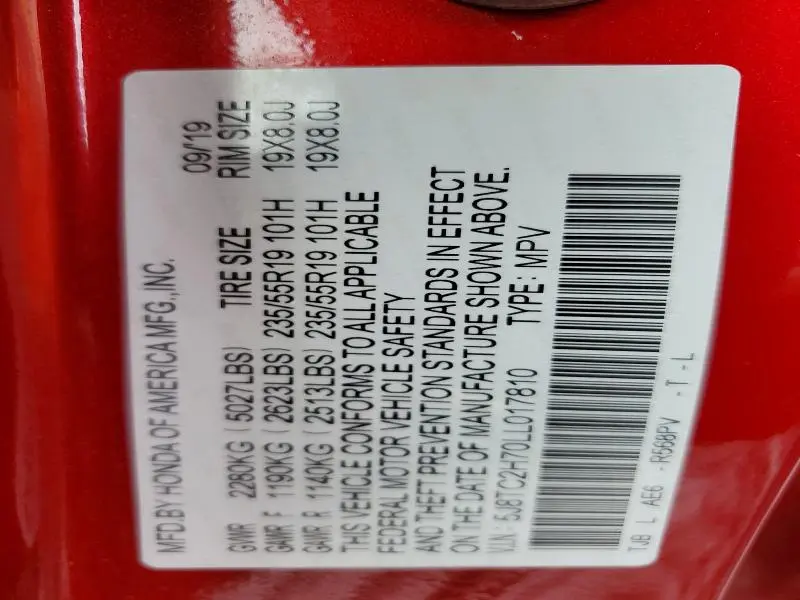 MFD.BY HONDA OF AMERICA MFG.,INC. 09/'19
GVWR 2280KG (5027LBS) TIRE SIZE RIM SIZE
GAWR F 1190KG (2623LBS) 235/55R19 101H 19X8.0J
GAWR R 1140KG (2513LBS) 235/55R19 101H 19X8.0J
THIS VEHICLE CONFORMS TO ALL APPLICABLE
FEDERAL MOTOR VEHICLE SAFETY
AND THEFT PREVENTION STANDARDS IN EFFECT
ON THE DATE OF MANUFACTURE SHOWN ABOVE.
V.I.N: 5J8TC2H70LL017810 TYPE: MPV
TJB L AE6 -R568PV -T-L